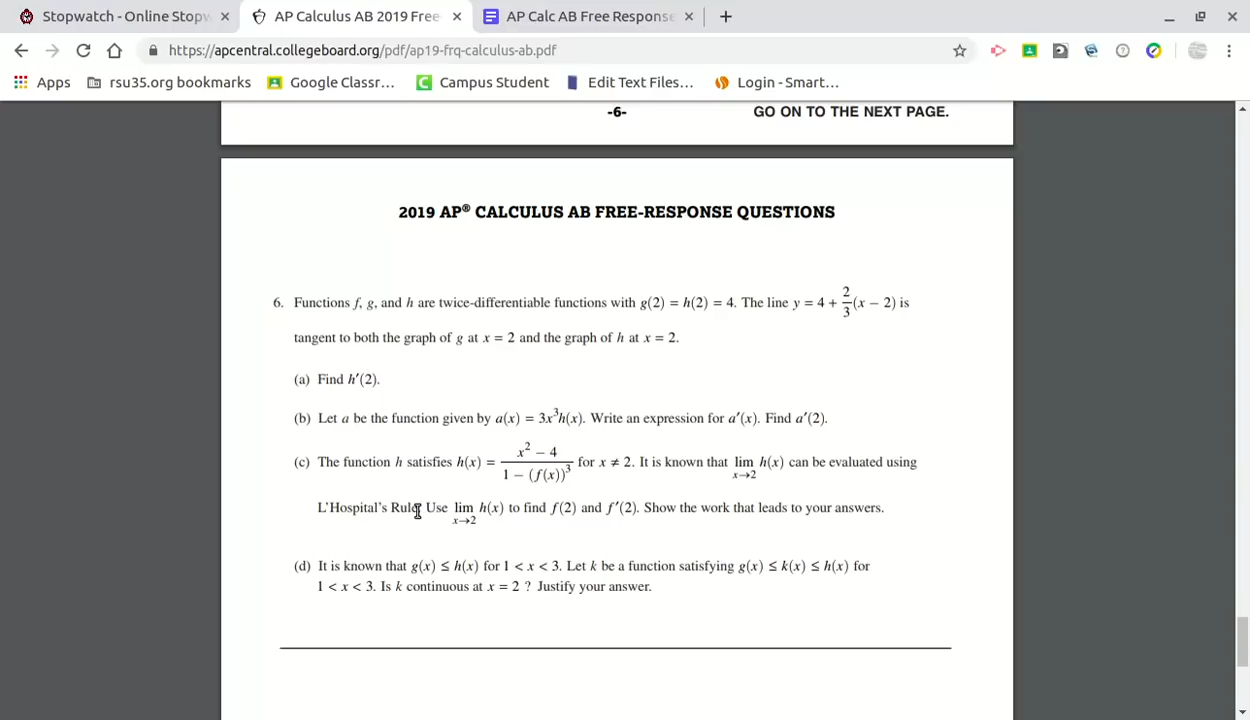 Stopwatch - Online Stopw
AP Calculus AB 2019 Free-
AP Calc AB Free Response
https://apcentral.collegeboard.org/pdf/ap19-frq-calculus-ab.pdf
Apps rsu35.org bookmarks Google Classr... Campus Student Edit Text Files... Login - Smart...
-6- GO ON TO THE NEXT PAGE.
2019 AP® CALCULUS AB FREE-RESPONSE QUESTIONS
6. Functions f, g, and h are twice-differentiable functions with g(2) = h(2) = 4. The line y = 4 + 2/3(x − 2) is
tangent to both the graph of g at x = 2 and the graph of h at x = 2.
(a) Find h′(2).
(b) Let a be the function given by a(x) = 3x³h(x). Write an expression for a′(x). Find a′(2).
(c) The function h satisfies h(x) = (x² − 4)/(1 − (f(x))³) for x ≠ 2. It is known that lim x→2 h(x) can be evaluated using
L'Hospital's Rule. Use lim x→2 h(x) to find f(2) and f′(2). Show the work that leads to your answers.
(d) It is known that g(x) ≤ h(x) for 1 < x < 3. Let k be a function satisfying g(x) ≤ k(x) ≤ h(x) for
1 < x < 3. Is k continuous at x = 2 ? Justify your answer.